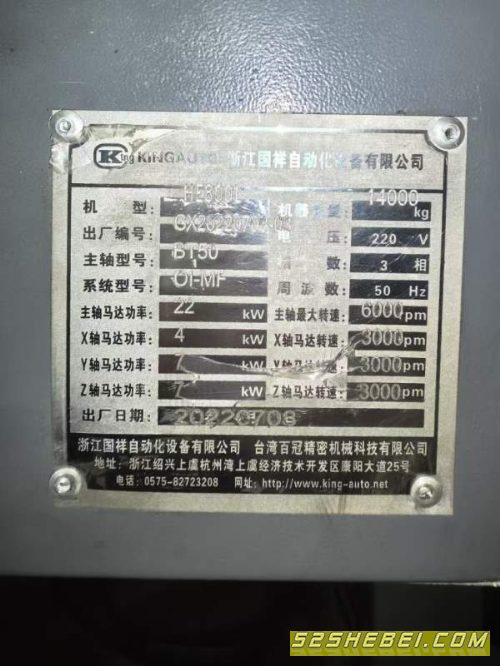 King KINGAUTO 浙江国祥自动化设备有限公司
机 型: 机器 量: 14000 kg
出厂编号: 电 压: 220 V
主轴型号: BT50 相 数: 3 相
系统型号: OI-MF 周 波 数: 50 Hz
主轴马达功率: 22 kW 主轴最大转速: 6000pm
X轴马达功率: 4 kW X轴马达转速: 3000pm
Y轴马达功率: 7 kW Y轴马达转速: 3000pm
Z轴马达功率: 7 kW Z轴马达转速: 3000pm
出厂日期: 20220708
浙江国祥自动化设备有限公司 台湾百冠精密机械科技有限公司
地址: 浙江绍兴上虞杭州湾上虞经济技术开发区康阳大道25号
电话: 0575-82723208 网址: http://www.king-auto.net
52SHEBEI.COM